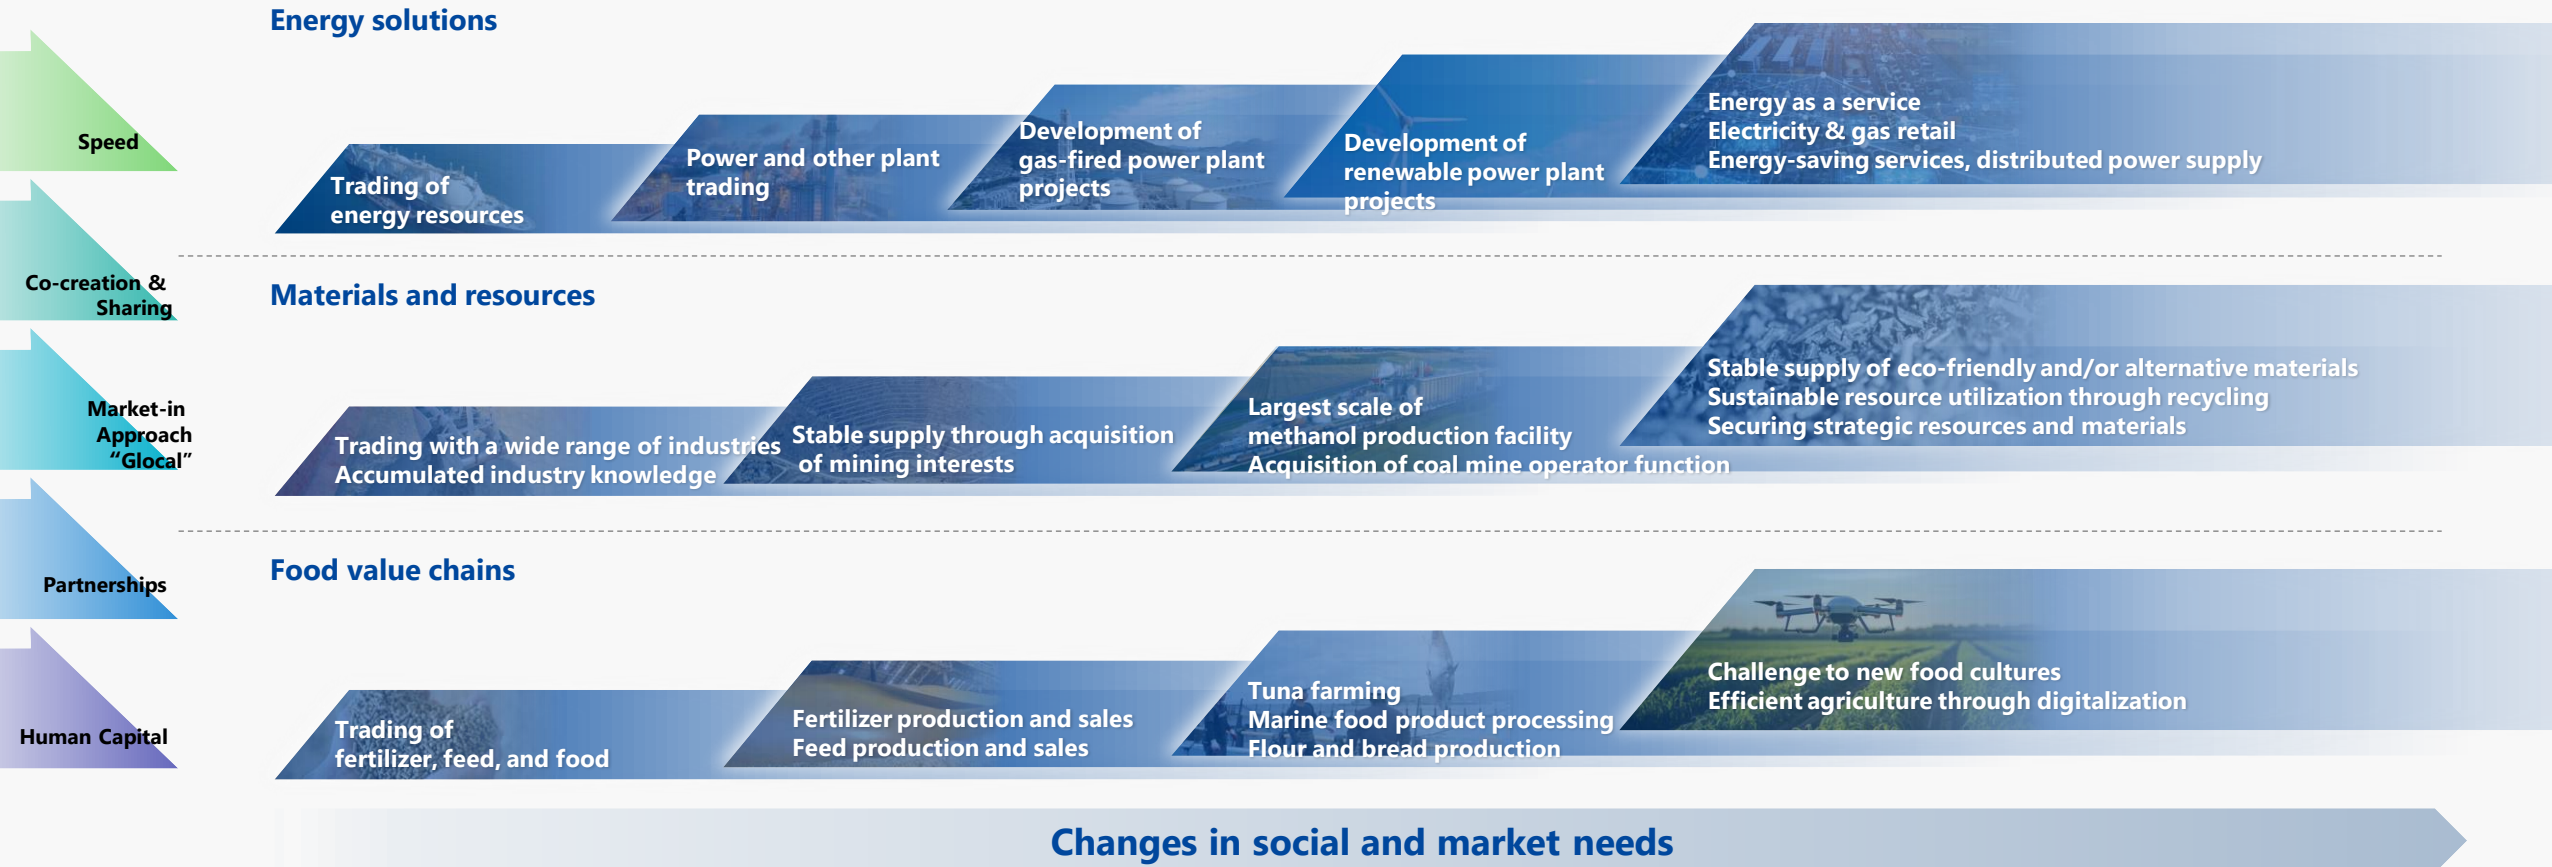 Speed
Co-creation &
Sharing
Market-in
Approach
“Glocal”
Partnerships
Human Capital
Energy solutions
Trading of
energy resources
Power and other plant
trading
Development of
gas-fired power plant
projects
Development of
renewable power plant
projects
Energy as a service
Electricity & gas retail
Energy-saving services, distributed power supply
Materials and resources
Trading with a wide range of industries
Accumulated industry knowledge
Stable supply through acquisition
of mining interests
Largest scale of
methanol production facility
Acquisition of coal mine operator function
Stable supply of eco-friendly and/or alternative materials
Sustainable resource utilization through recycling
Securing strategic resources and materials
Food value chains
Trading of
fertilizer, feed, and food
Fertilizer production and sales
Feed production and sales
Tuna farming
Marine food product processing
Flour and bread production
Challenge to new food cultures
Efficient agriculture through digitalization
Changes in social and market needs